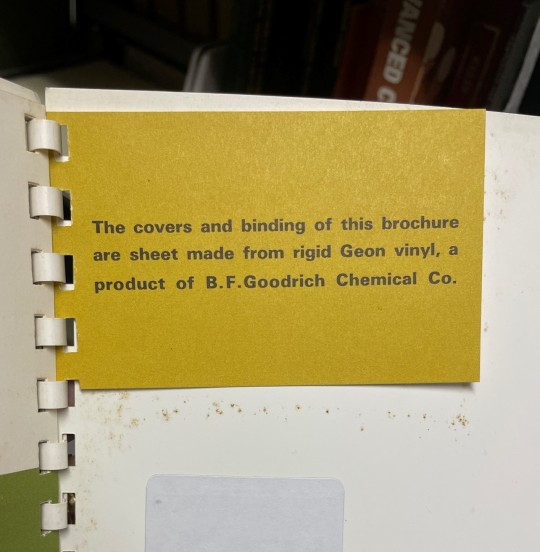 The covers and binding of this brochure
are sheet made from rigid Geon vinyl, a
product of B.F.Goodrich Chemical Co.